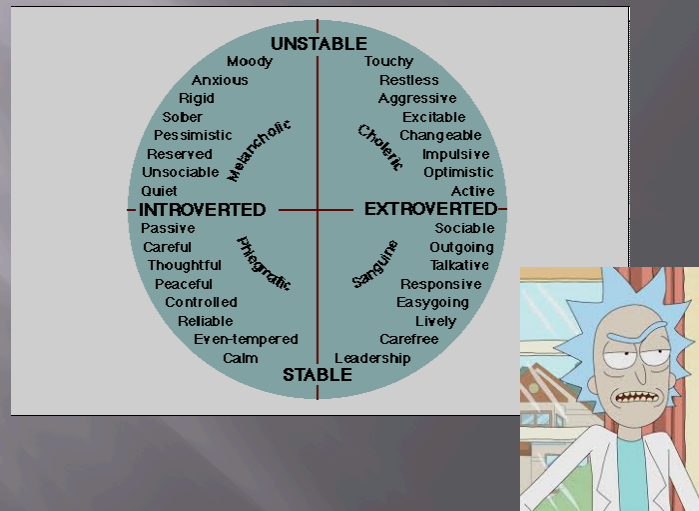 UNSTABLE
Moody Touchy
Anxious Restless
Rigid Aggressive
Sober Excitable
Pessimistic Changeable
Reserved Impulsive
Unsociable Optimistic
Quiet Active
Melancholic Choleric
INTROVERTED EXTROVERTED
Passive Sociable
Careful Outgoing
Thoughtful Talkative
Peaceful Responsive
Controlled Easygoing
Reliable Lively
Even-tempered Carefree
Calm Leadership
Phlegmatic Sanguine
STABLE